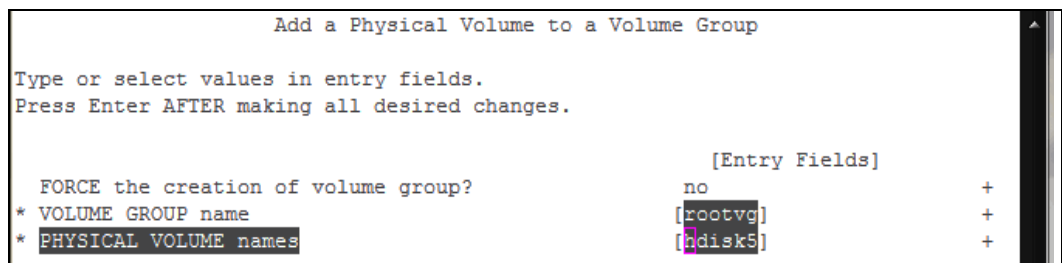 Add a Physical Volume to a Volume Group
Type or select values in entry fields.
Press Enter AFTER making all desired changes.
[Entry Fields]
FORCE the creation of volume group? no +
* VOLUME GROUP name [rootvg] +
* PHYSICAL VOLUME names [hdisk5] +